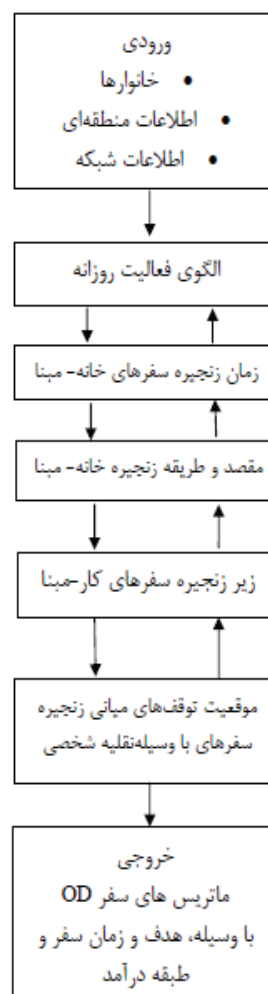 ورودی
• خانوارها
• اطلاعات منطقه‌ای
• اطلاعات شبکه
الگوی فعالیت روزانه
زمان زنجیره سفرهای خانه- مبنا
مقصد و طریقه زنجیره خانه- مبنا
زیر زنجیره سفرهای کار-مبنا
موقعیت توقف‌های میانی زنجیره
سفرهای با وسیله‌نقلیه شخصی
خروجی
ماتریس های سفر OD
با وسیله، هدف و زمان سفر و
طبقه درآمد